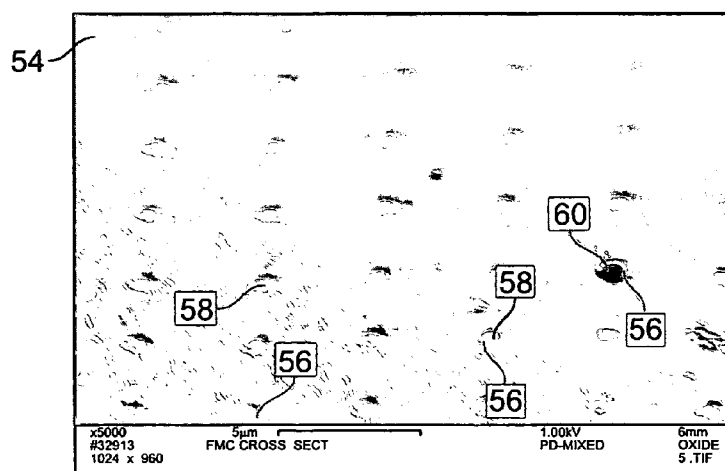 54
60
58
58
56
56
56
x5000 5µm 1.00kV 6mm
#32913 FMC CROSS SECT PD-MIXED OXIDE
1024 x 960 5 .TIF